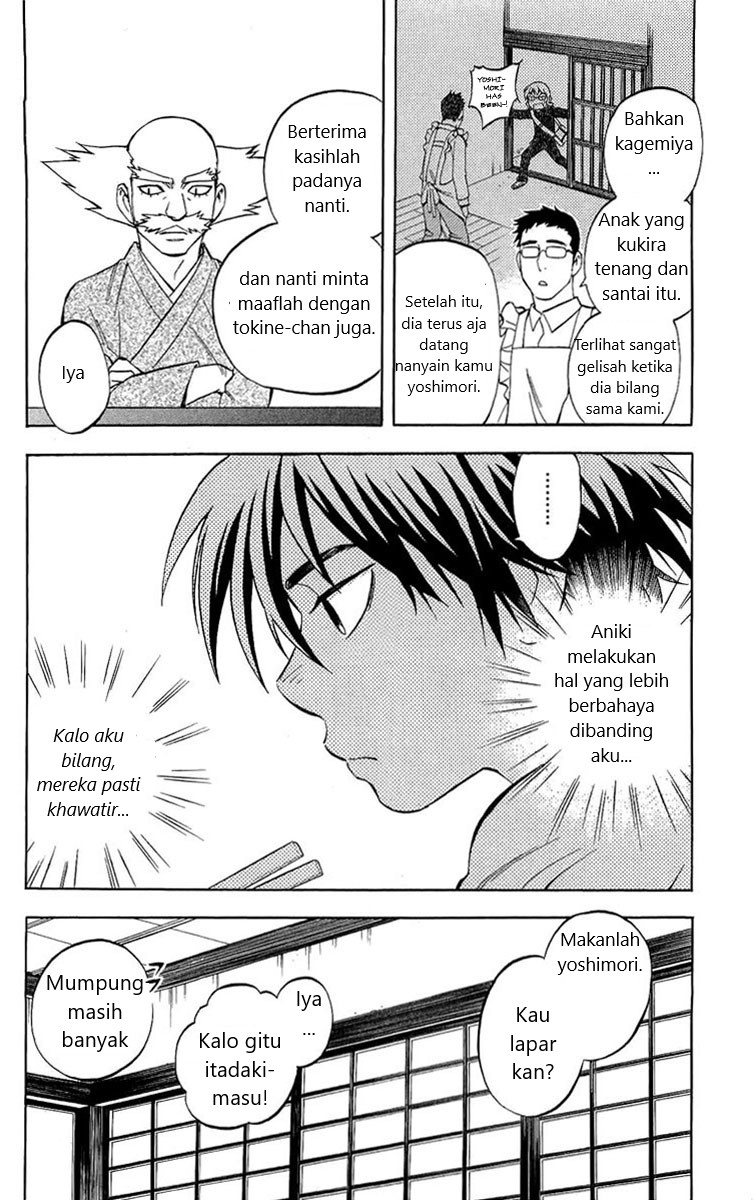 YOSHI-
MORI
HAS
BEEN-!
Bahkan
kagemiya
...
Anak yang
kukira
tenang dan
santai itu.
Terlihat sangat
gelisah ketika
dia bilang
sama kami.
Setelah itu,
dia terus aja
datang
nanyain kamu
yoshimori.
Berterima
kasihlah
padanya
nanti.
dan nanti minta
maaflah dengan
tokine-chan juga.
Iya
.........
Aniki
melakukan
hal yang lebih
berbahaya
dibanding
aku...
Kalo aku
bilang,
mereka pasti
khawatir...
Makanlah
yoshimori.
Kau
lapar
kan?
Iya
...
Kalo gitu
itadaki-
masu!
Mumpung
masih
banyak